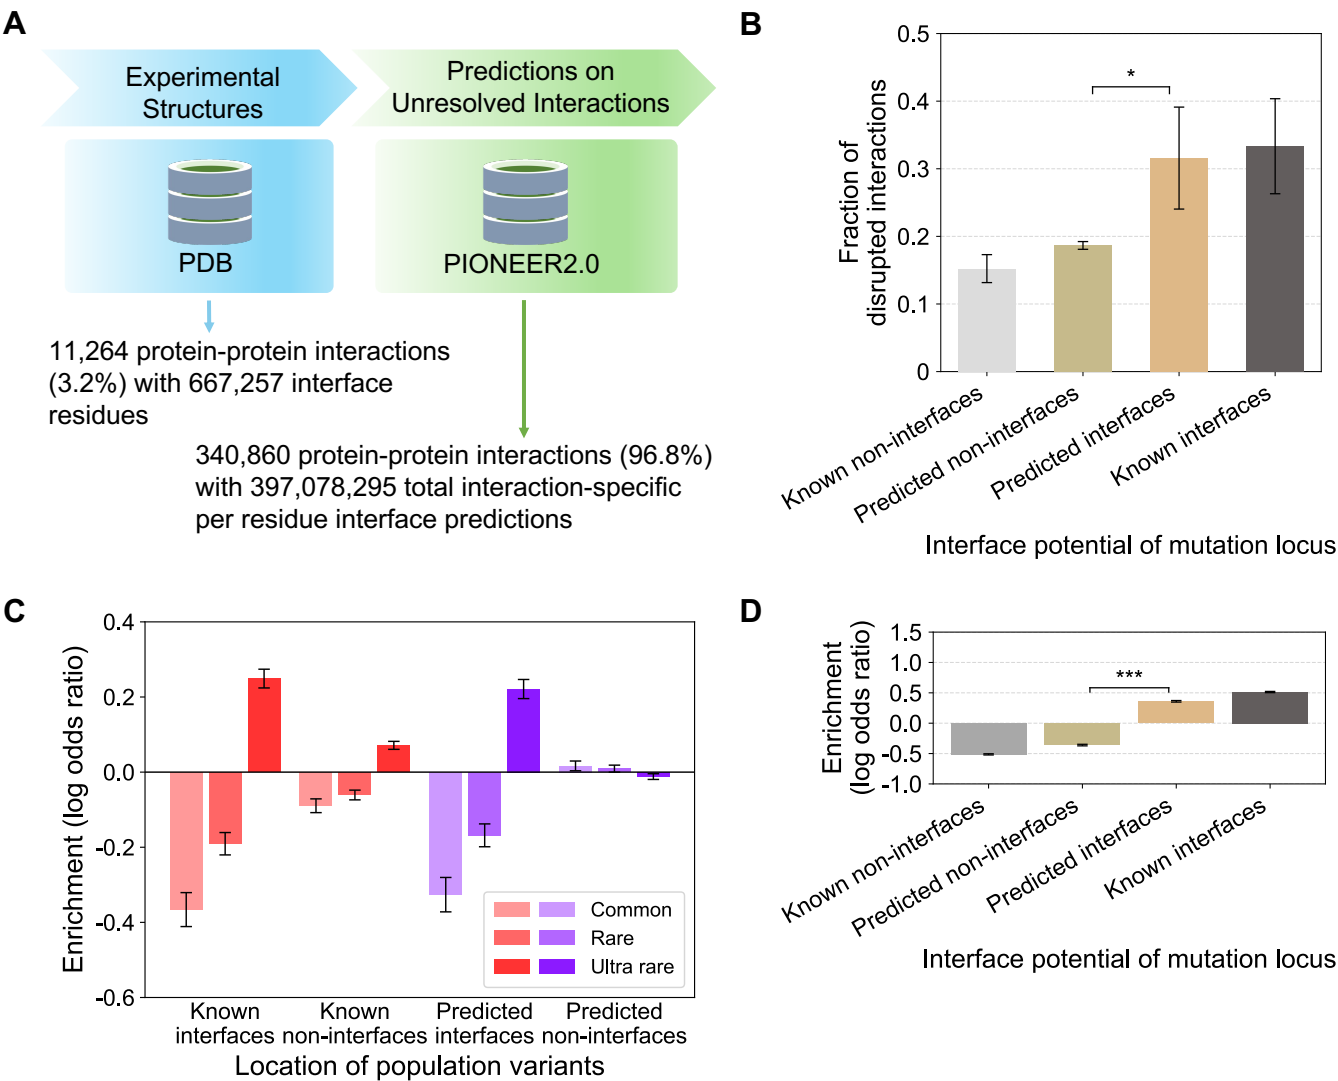 A
Experimental
Structures
Predictions on
Unresolved Interactions
PDB
PIONEER2.0
11,264 protein-protein interactions
(3.2%) with 667,257 interface
residues
340,860 protein-protein interactions (96.8%)
with 397,078,295 total interaction-specific
per residue interface predictions
B
Fraction of
disrupted interactions
0.5
0.4
0.3
0.2
0.1
0
*
Known non-interfaces
Predicted non-interfaces
Predicted interfaces
Known interfaces
Interface potential of mutation locus
C
Enrichment (log odds ratio)
0.4
0.2
0.0
-0.2
-0.4
-0.6
Common
Rare
Ultra rare
Known
interfaces
Known
non-interfaces
Predicted
interfaces
Predicted
non-interfaces
Location of population variants
D
Enrichment
(log odds ratio)
1.5
1.0
0.5
0.0
-0.5
-1.0
***
Known non-interfaces
Predicted non-interfaces
Predicted interfaces
Known interfaces
Interface potential of mutation locus